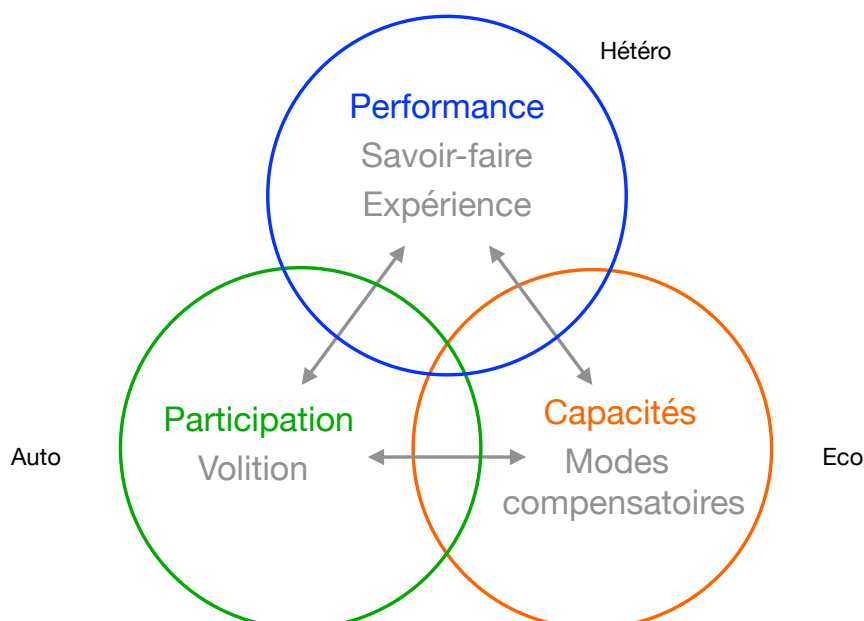 Hétéro
Performance
Savoir-faire
Expérience
Participation
Volition
Capacités
Modes
compensatoires
Auto
Eco